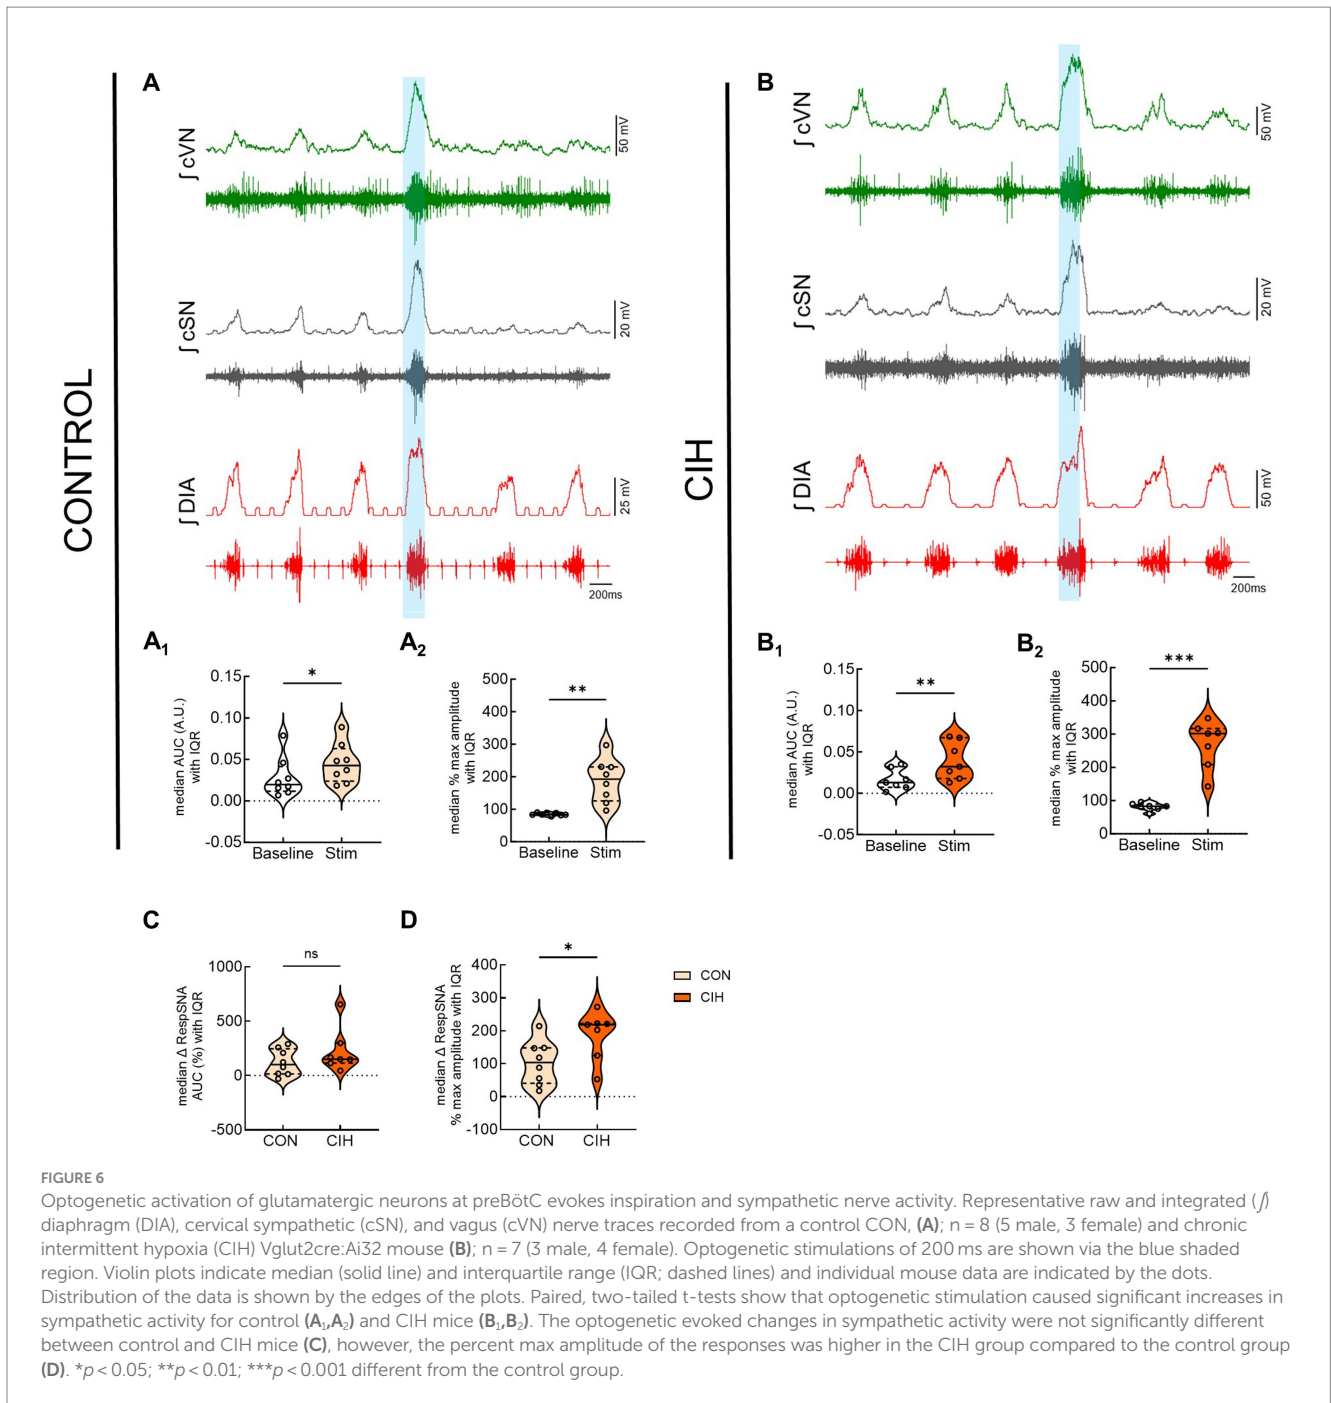 CONTROL
A
∫ cVN
50 mV
∫ cSN
20 mV
∫ DIA
25 mV
200ms
CIH
B
∫ cVN
50 mV
∫ cSN
20 mV
∫ DIA
50 mV
200ms
A1
median AUC (A.U.)
with IQR
0.15
0.10
0.05
0.00
-0.05
*
Baseline Stim
A2
median % max amplitude
with IQR
500
400
300
200
100
0
**
Baseline Stim
B1
median AUC (A.U.)
with IQR
0.15
0.10
0.05
0.00
-0.05
**
Baseline Stim
B2
median % max amplitude
with IQR
500
400
300
200
100
0
***
Baseline Stim
C
median Δ RespSNA
AUC (%) with IQR
1000
500
0
-500
ns
CON CIH
D
median Δ RespSNA
% max amplitude with IQR
400
300
200
100
0
-100
*
CON CIH
CON
CIH
FIGURE 6
Optogenetic activation of glutamatergic neurons at preBötC evokes inspiration and sympathetic nerve activity. Representative raw and integrated (∫)
diaphragm (DIA), cervical sympathetic (cSN), and vagus (cVN) nerve traces recorded from a control CON, (A); n = 8 (5 male, 3 female) and chronic
intermittent hypoxia (CIH) Vglut2cre:Ai32 mouse (B); n = 7 (3 male, 4 female). Optogenetic stimulations of 200 ms are shown via the blue shaded
region. Violin plots indicate median (solid line) and interquartile range (IQR; dashed lines) and individual mouse data are indicated by the dots.
Distribution of the data is shown by the edges of the plots. Paired, two-tailed t-tests show that optogenetic stimulation caused significant increases in
sympathetic activity for control (A1,A2) and CIH mice (B1,B2). The optogenetic evoked changes in sympathetic activity were not significantly different
between control and CIH mice (C), however, the percent max amplitude of the responses was higher in the CIH group compared to the control group
(D). *p < 0.05; **p < 0.01; ***p < 0.001 different from the control group.